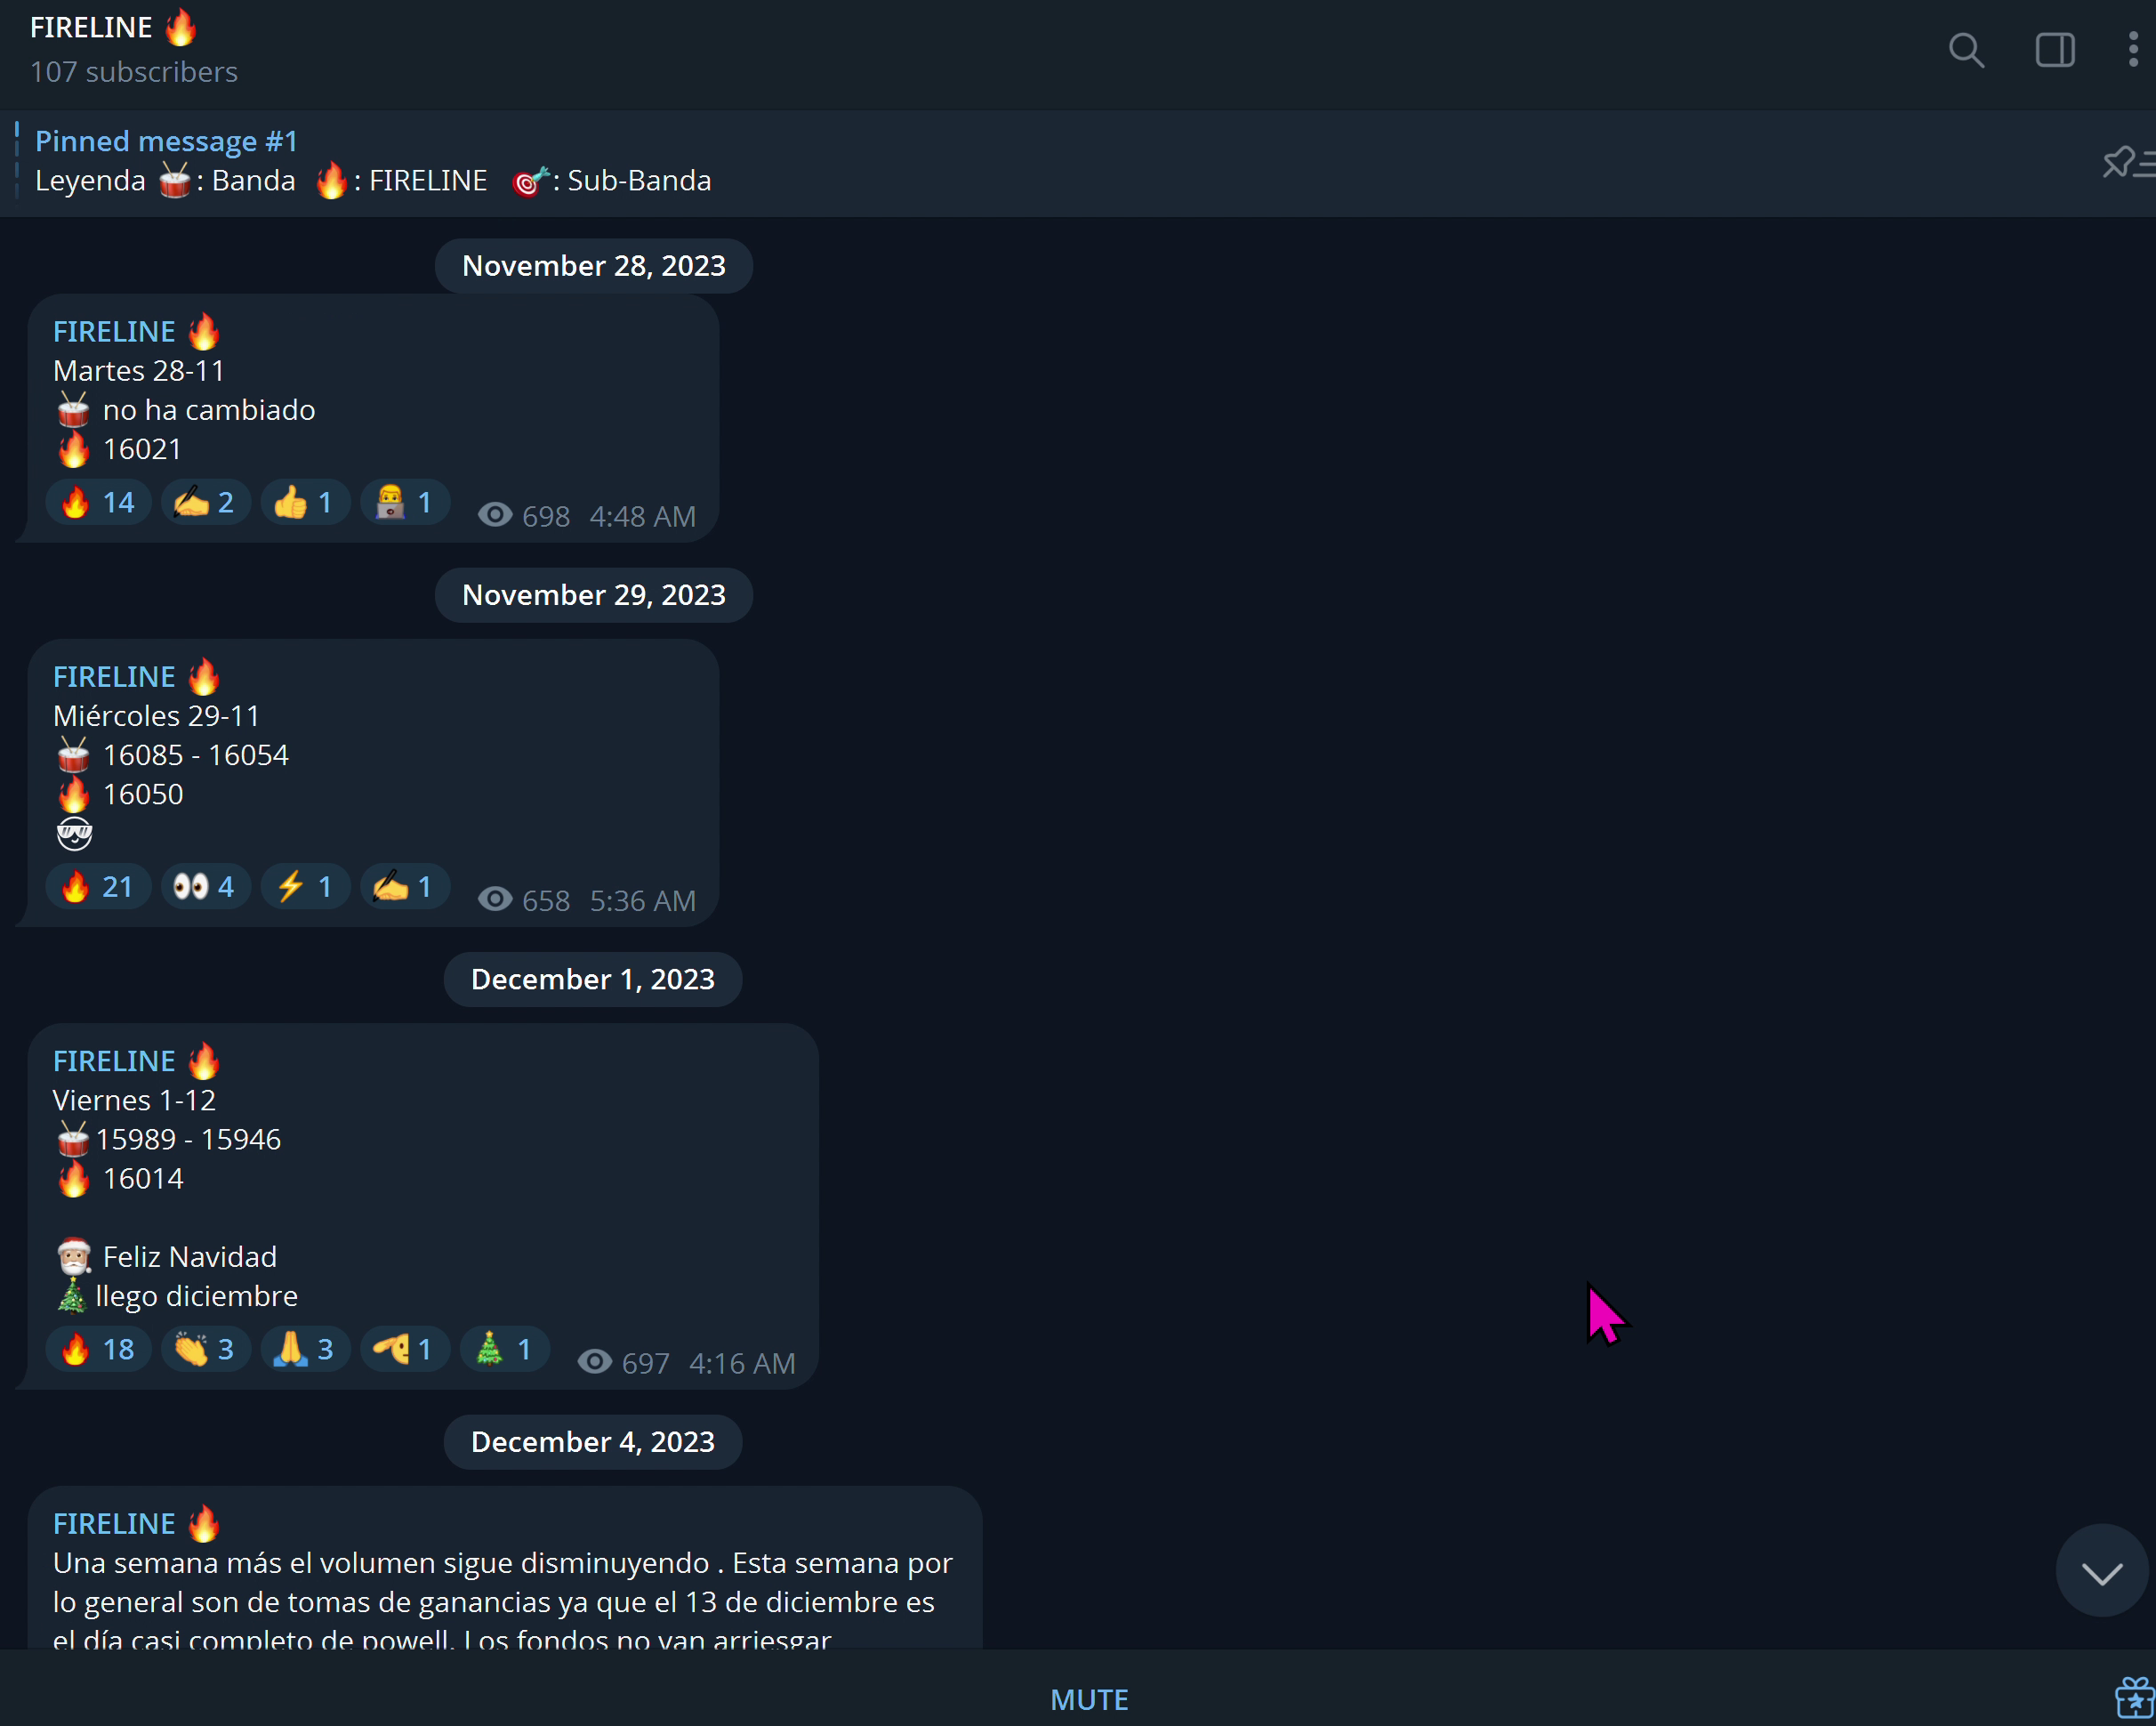 FIRELINE 🔥
107 subscribers
Pinned message #1
Leyenda 🥁: Banda 🔥: FIRELINE 🎯: Sub-Banda
November 28, 2023
FIRELINE 🔥
Martes 28-11
🥁 no ha cambiado
🔥 16021
🔥 14 ✍️ 2 👍 1 👨‍💻 1 698 4:48 AM
November 29, 2023
FIRELINE 🔥
Miércoles 29-11
🥁 16085 - 16054
🔥 16050
😎
🔥 21 👀 4 ⚡ 1 ✍️ 1 658 5:36 AM
December 1, 2023
FIRELINE 🔥
Viernes 1-12
🥁15989 - 15946
🔥 16014
🎅🏻 Feliz Navidad
🎄llego diciembre
🔥 18 👏 3 🙏 3 🫡 1 🎄 1 697 4:16 AM
December 4, 2023
FIRELINE 🔥
Una semana más el volumen sigue disminuyendo . Esta semana por
lo general son de tomas de ganancias ya que el 13 de diciembre es
el día casi completo de powell. Los fondos no van arriesgar
MUTE